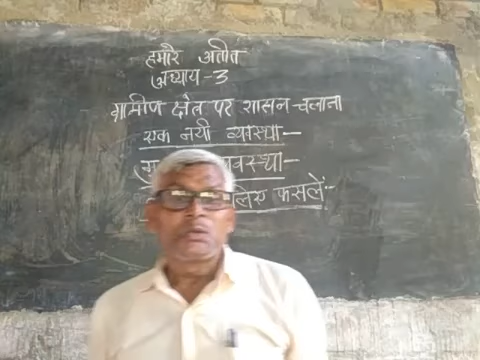 हमारे अतीत
अध्याय-3
ग्रामीण क्षेत्र पर शासन चलाना
एक नयी व्यवस्था-
व्यवस्था-
लिए फसलें-